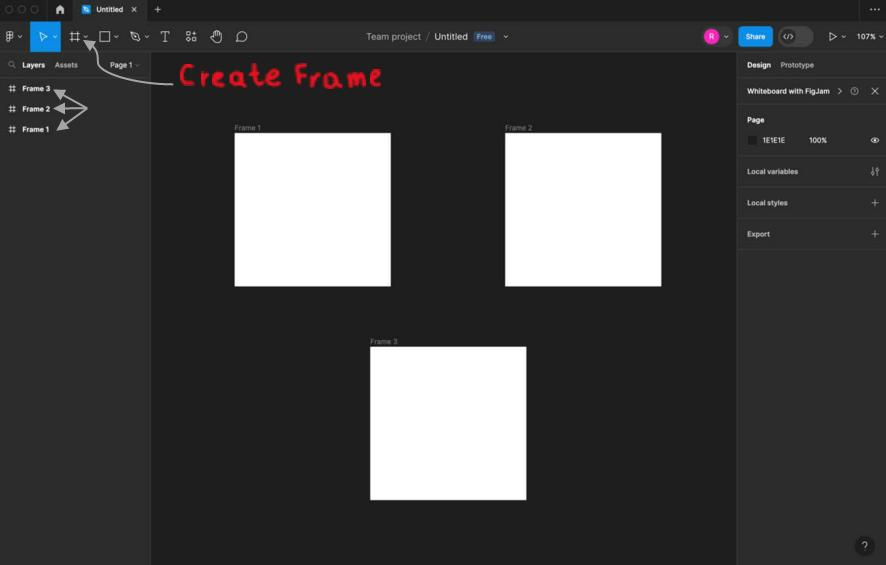 Untitled
Team project / Untitled Free
R
Share
107%
Layers Assets Page 1
Create Frame
Design Prototype
Frame 3
Frame 2
Frame 1
Whiteboard with FigJam
Page
1E1E1E 100%
Local variables
Local styles
Export
Frame 1
Frame 2
Frame 3